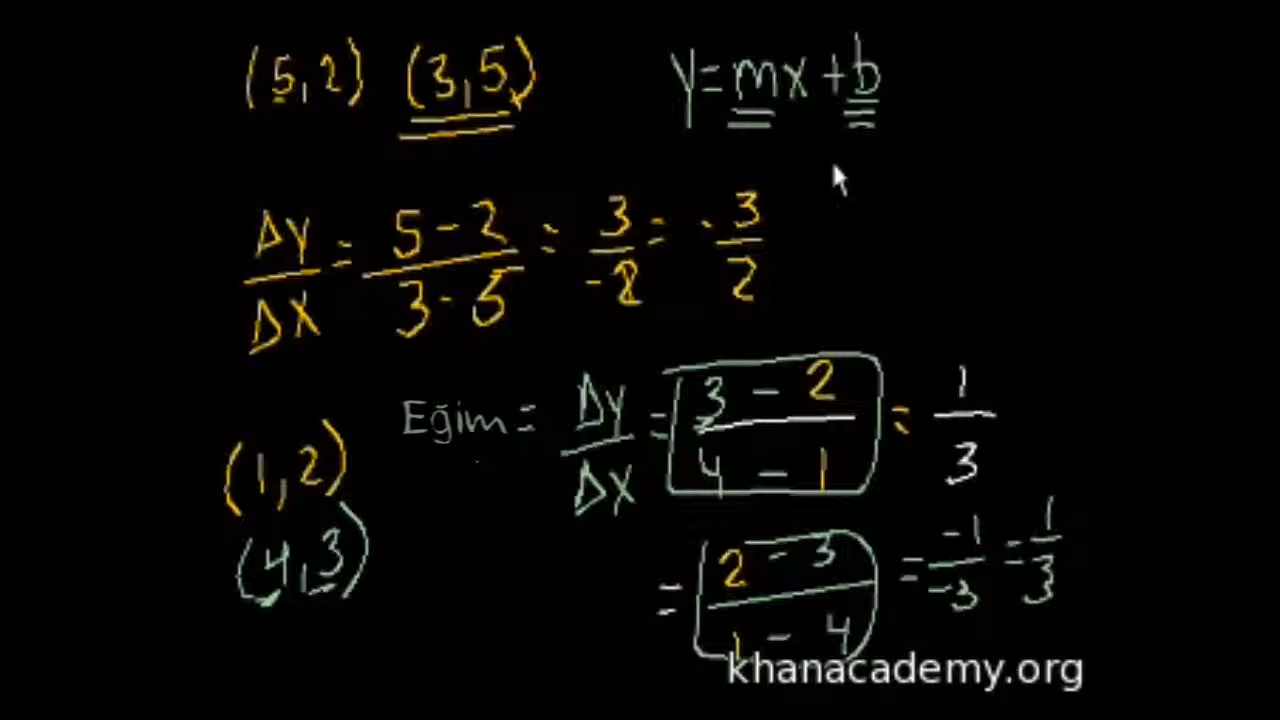 (5,2) (3,5) y = mx + b
Δy/Δx = (5 - 2)/(3 - 5) = 3/-2 = -3/2
Eğim = Δy/Δx = (3 - 2)/(4 - 1) = 1/3
(1,2)
(4,3)
= (2 - 3)/(1 - 4) = -1/-3 = 1/3
khanacademy.org